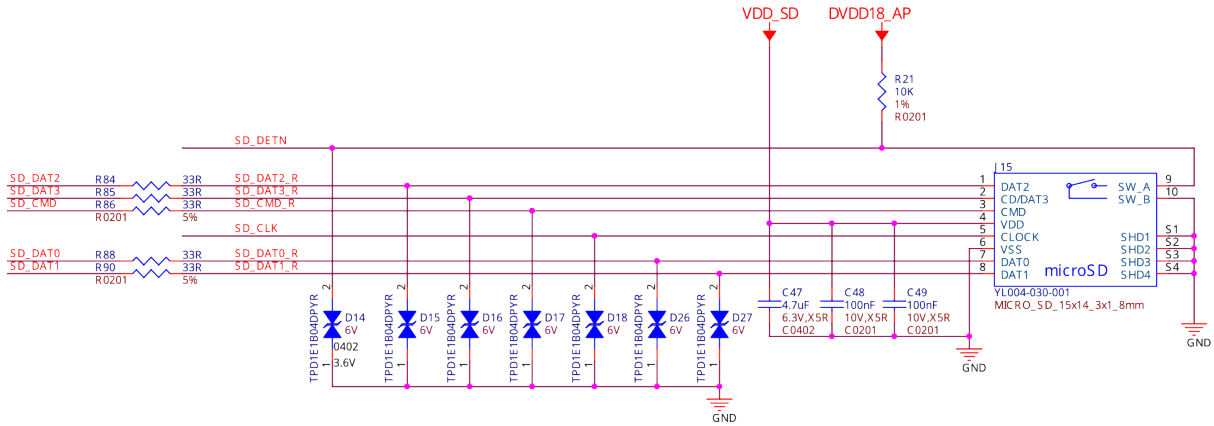 VDD_SD
DVDD18_AP
R21
10K
1%
R0201
SD_DETN
J15
SD_DAT2 R84 33R SD_DAT2_R 1 DAT2 SW_A 9
SD_DAT3 R85 33R SD_DAT3_R 2 CD/DAT3 SW_B 10
SD_CMD R86 33R SD_CMD_R 3 CMD
R0201 5% 4 VDD
SD_CLK 5 CLOCK SHD1 S1
6 VSS SHD2 S2
SD_DAT0 R88 33R SD_DAT0_R 7 DAT0 SHD3 S3
SD_DAT1 R90 33R SD_DAT1_R 8 DAT1 SHD4 S4
R0201 5%
microSD
YL004-030-001
MICRO_SD_15x14_3x1_8mm
2 2 2 2 2 2 2
TPD1E1B04DPYR
D14
6V
0402
3.6V
TPD1E1B04DPYR
D15
6V
TPD1E1B04DPYR
D16
6V
TPD1E1B04DPYR
D17
6V
TPD1E1B04DPYR
D18
6V
TPD1E1B04DPYR
D26
6V
TPD1E1B04DPYR
D27
6V
1 1 1 1 1 1 1
C47
4.7uF
6.3V,X5R
C0402
C48
100nF
10V,X5R
C0201
C49
100nF
10V,X5R
C0201
GND
GND
GND